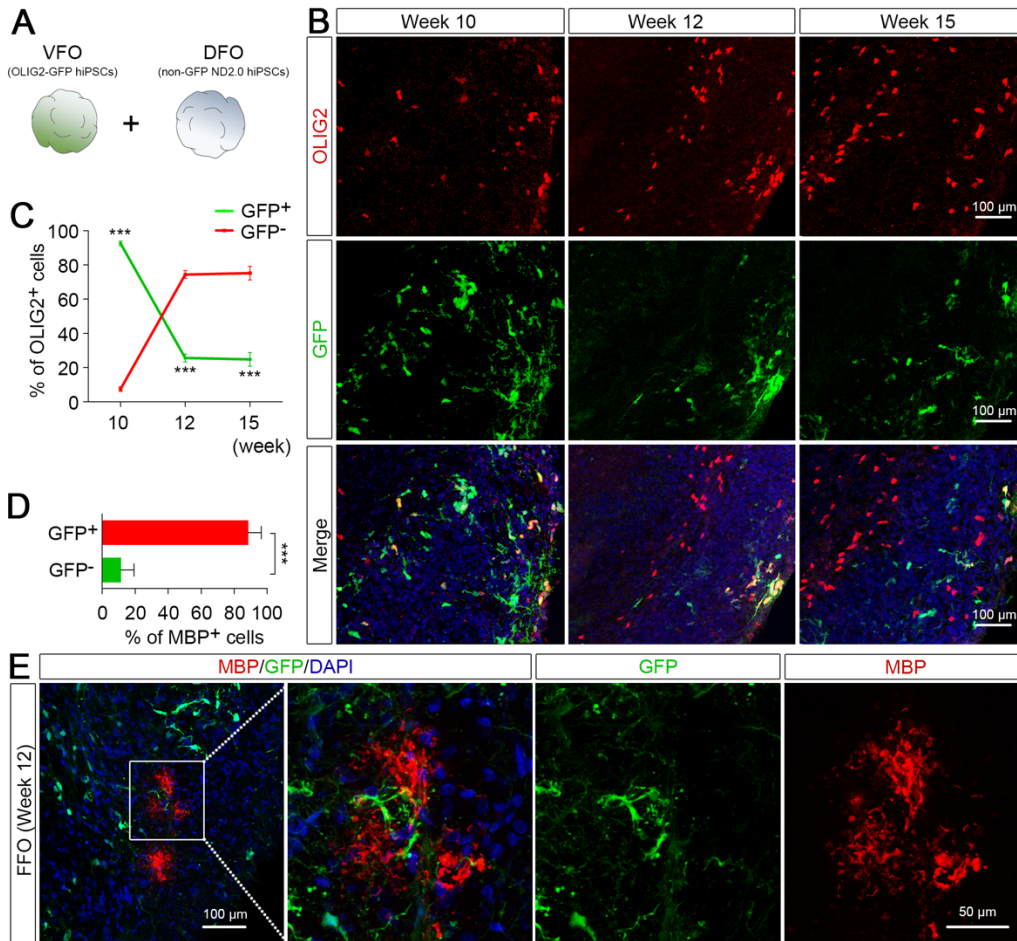 A
VFO
(OLIG2-GFP hiPSCs)
+
DFO
(non-GFP ND2.0 hiPSCs)
B
Week 10
Week 12
Week 15
OLIG2
100 µm
GFP
100 µm
Merge
100 µm
C
GFP+
GFP-
% of OLIG2+ cells
100
80
60
40
20
0
***
***
***
10
12
15
(week)
D
GFP+
GFP-
***
0
20
40
60
80
100
% of MBP+ cells
E
MBP/GFP/DAPI
GFP
MBP
FFO (Week 12)
100 µm
50 µm